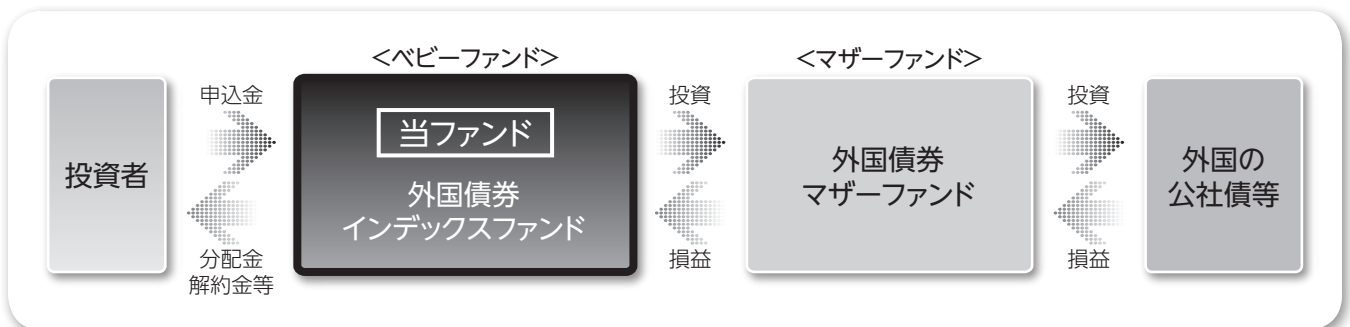 <ベビーファンド>
<マザーファンド>
投資者
申込金
分配金
解約金等
当ファンド
外国債券
インデックスファンド
投資
損益
外国債券
マザーファンド
投資
損益
外国の
公社債等